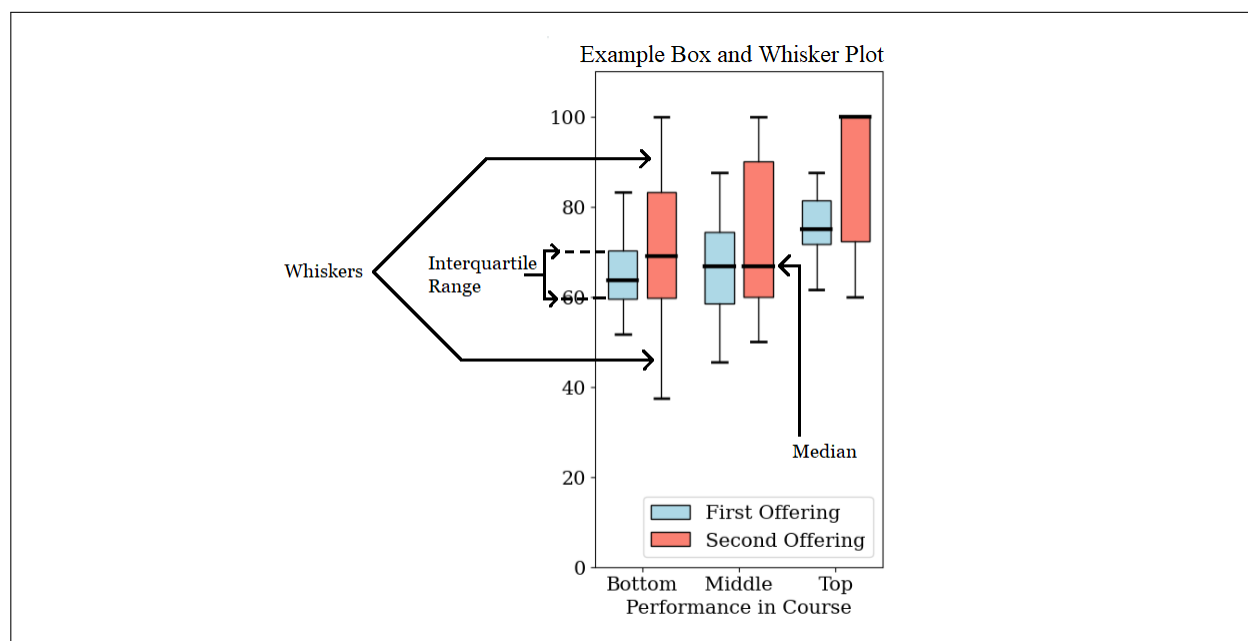 Example Box and Whisker Plot
100
80
60
40
20
0
Whiskers
Interquartile
Range
Median
First Offering
Second Offering
Bottom Middle Top
Performance in Course